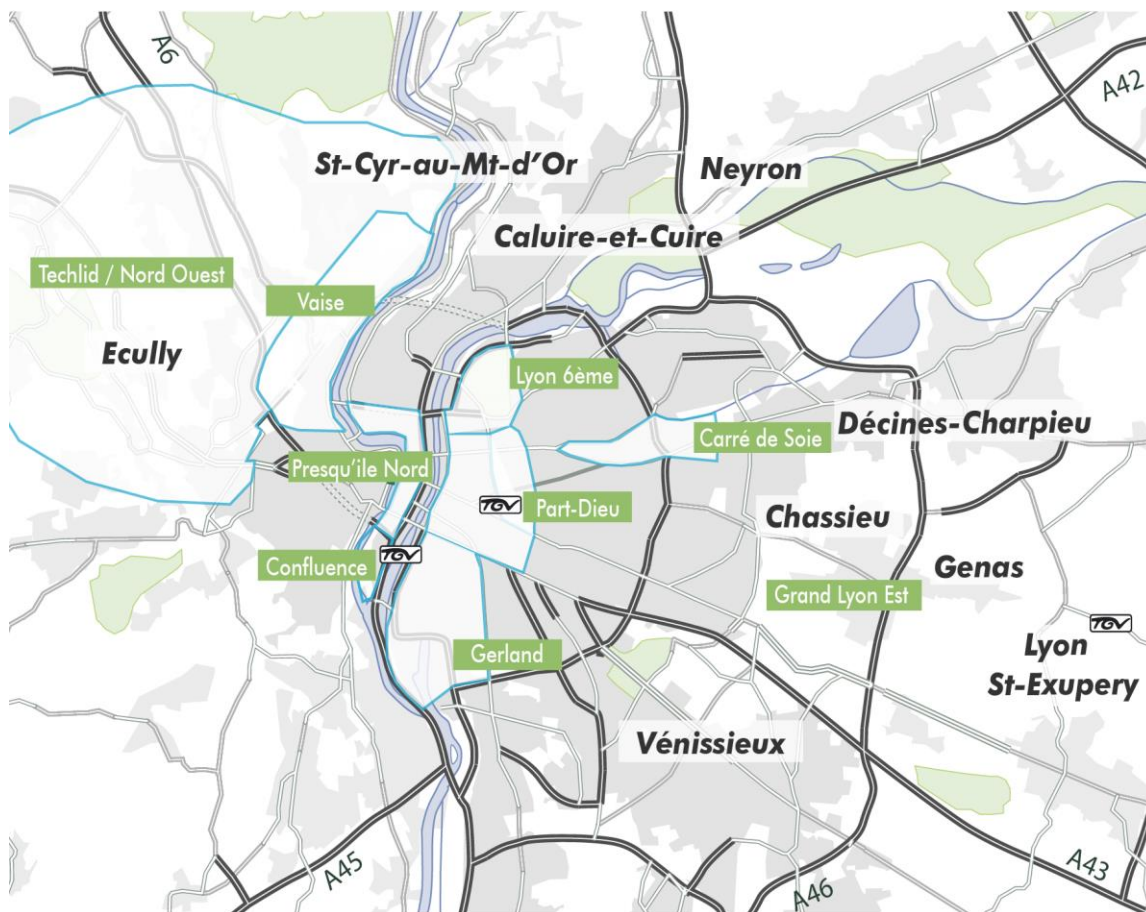 A6
A42
St-Cyr-au-Mt-d'Or
Neyron
Caluire-et-Cuire
Techlid / Nord Ouest
Vaise
Ecully
Lyon 6ème
Décines-Charpieu
Carré de Soie
Presqu'ile Nord
TGV
Part-Dieu
Chassieu
TGV
Confluence
Genas
Grand Lyon Est
TGV
Gerland
Lyon
St-Exupery
Vénissieux
A45
A46
A43